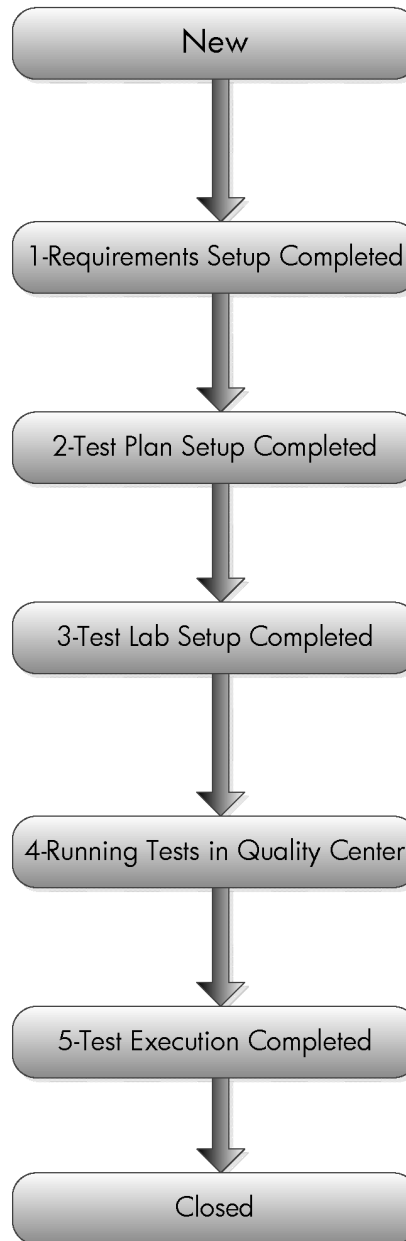 New
1-Requirements Setup Completed
2-Test Plan Setup Completed
3-Test Lab Setup Completed
4-Running Tests in Quality Center
5-Test Execution Completed
Closed